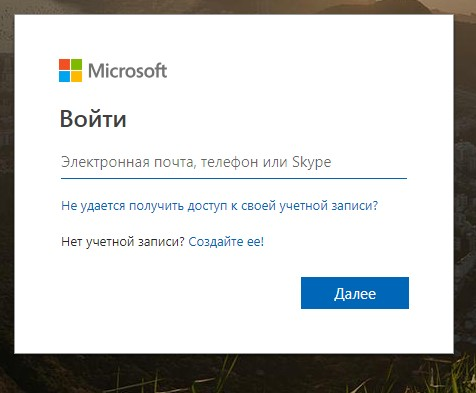 Microsoft
Войти
Электронная почта, телефон или Skype
Не удается получить доступ к своей учетной записи?
Нет учетной записи? Создайте ее!
Далее